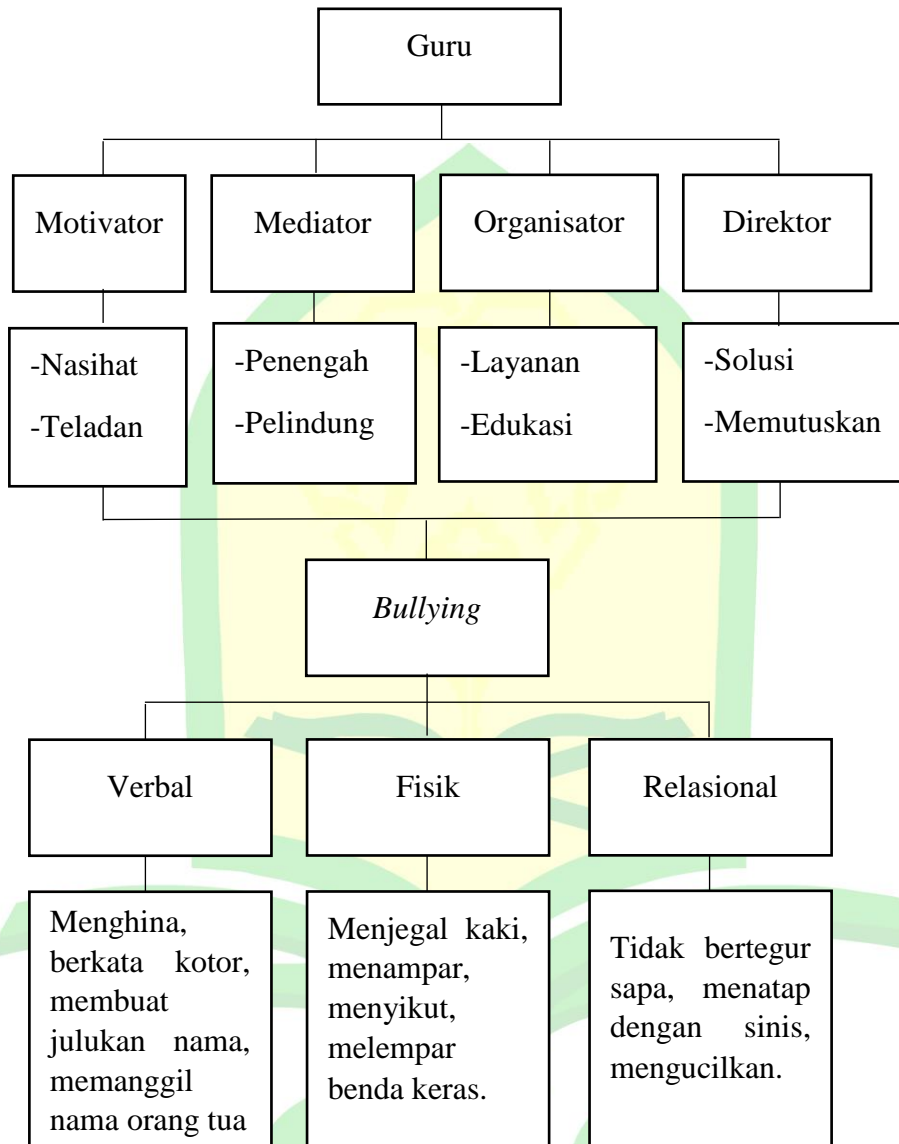 Guru
Motivator
Mediator
Organisator
Direktor
-Nasihat
-Teladan
-Penengah
-Pelindung
-Layanan
-Edukasi
-Solusi
-Memutuskan
Bullying
Verbal
Fisik
Relasional
Menghina,
berkata kotor,
membuat
julukan nama,
memanggil
nama orang tua
Menjegal kaki,
menampar,
menyikut,
melempar
benda keras.
Tidak bertegur
sapa, menatap
dengan sinis,
mengucilkan.